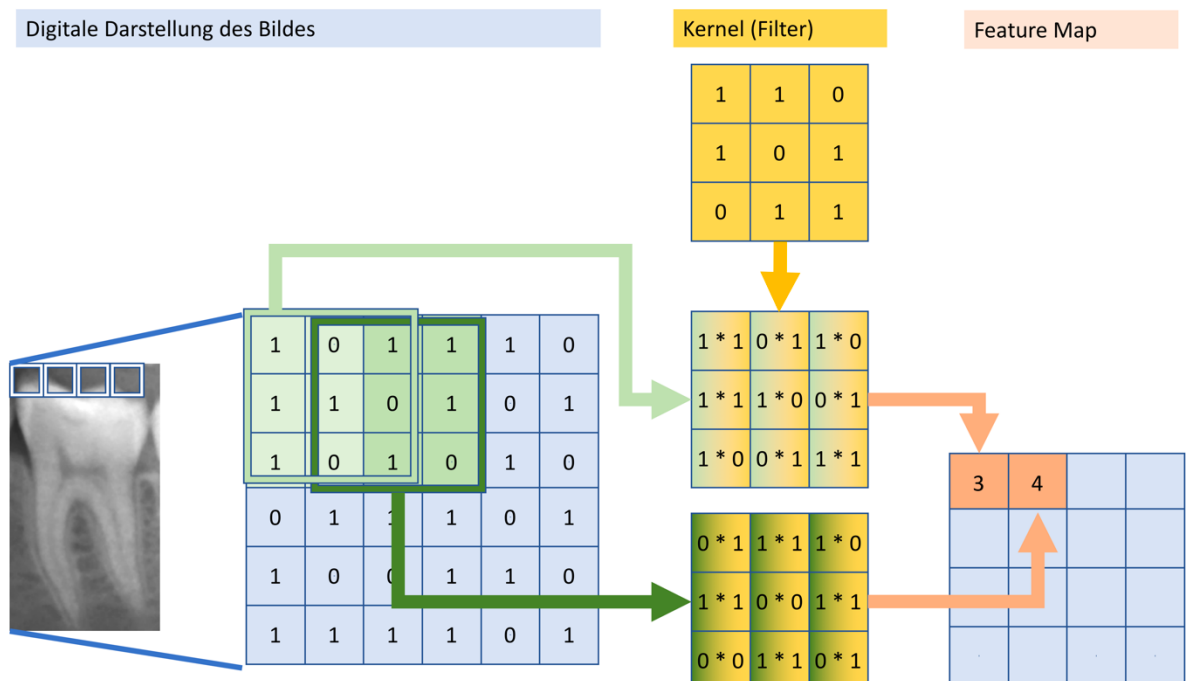 Digitale Darstellung des Bildes
Kernel (Filter)
Feature Map
1 1 0
1 0 1
0 1 1
1 0 1 1 1 0
1 1 0 1 0 1
1 0 1 0 1 0
0 1 1 1 0 1
1 0 0 1 1 0
1 1 1 1 0 1
1 * 1 0 * 1 1 * 0
1 * 1 1 * 0 0 * 1
1 * 0 0 * 1 1 * 1
0 * 1 1 * 1 1 * 0
1 * 1 0 * 0 1 * 1
0 * 0 1 * 1 0 * 1
3 4